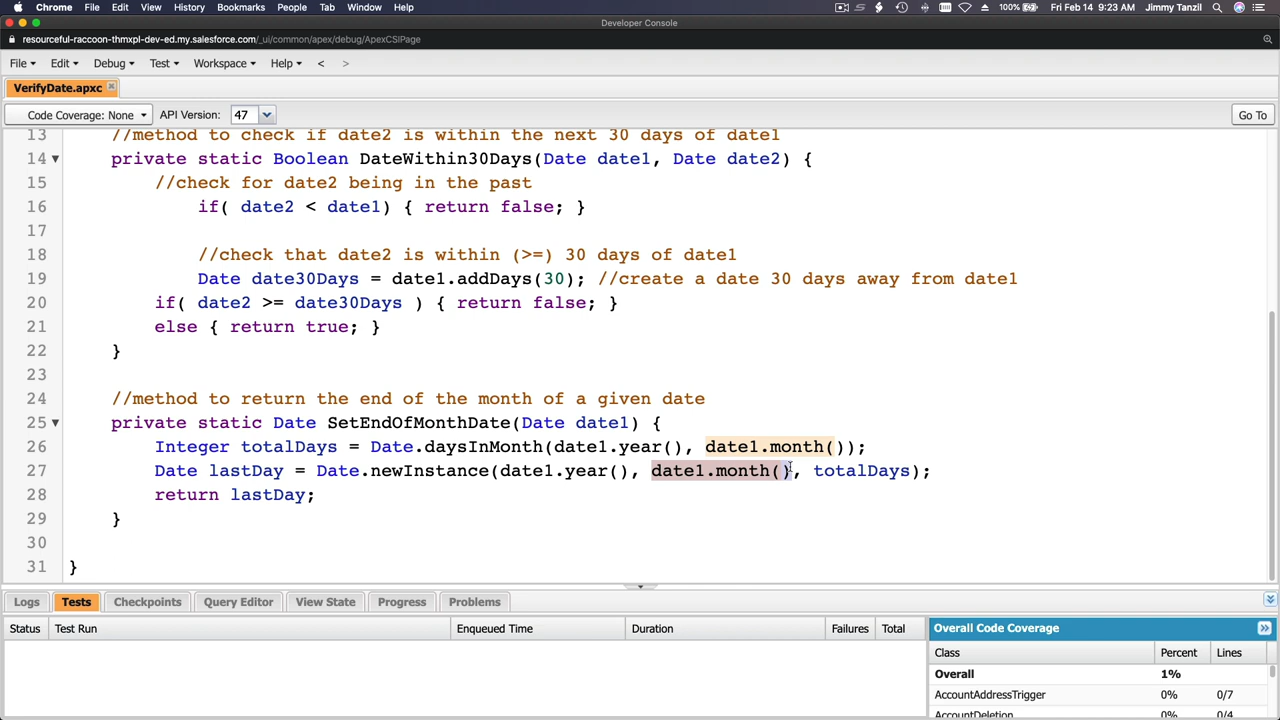 Chrome File Edit View History Bookmarks People Tab Window Help 100% Fri Feb 14 9:23 AM Jimmy Tanzil
Developer Console
resourceful-raccoon-thmxpl-dev-ed.my.salesforce.com/_ui/common/apex/debug/ApexCSIPage
File Edit Debug Test Workspace Help < >
VerifyDate.apxc
Code Coverage: None API Version: 47 Go To
13 //method to check if date2 is within the next 30 days of date1
14 private static Boolean DateWithin30Days(Date date1, Date date2) {
15 //check for date2 being in the past
16 if( date2 < date1) { return false; }
17
18 //check that date2 is within (>=) 30 days of date1
19 Date date30Days = date1.addDays(30); //create a date 30 days away from date1
20 if( date2 >= date30Days ) { return false; }
21 else { return true; }
22 }
23
24 //method to return the end of the month of a given date
25 private static Date SetEndOfMonthDate(Date date1) {
26 Integer totalDays = Date.daysInMonth(date1.year(), date1.month());
27 Date lastDay = Date.newInstance(date1.year(), date1.month(), totalDays);
28 return lastDay;
29 }
30
31 }
Logs Tests Checkpoints Query Editor View State Progress Problems
Status Test Run Enqueued Time Duration Failures Total Overall Code Coverage
Class Percent Lines
Overall 1%
AccountAddressTrigger 0% 0/7
AccountDeletion 0% 0/4